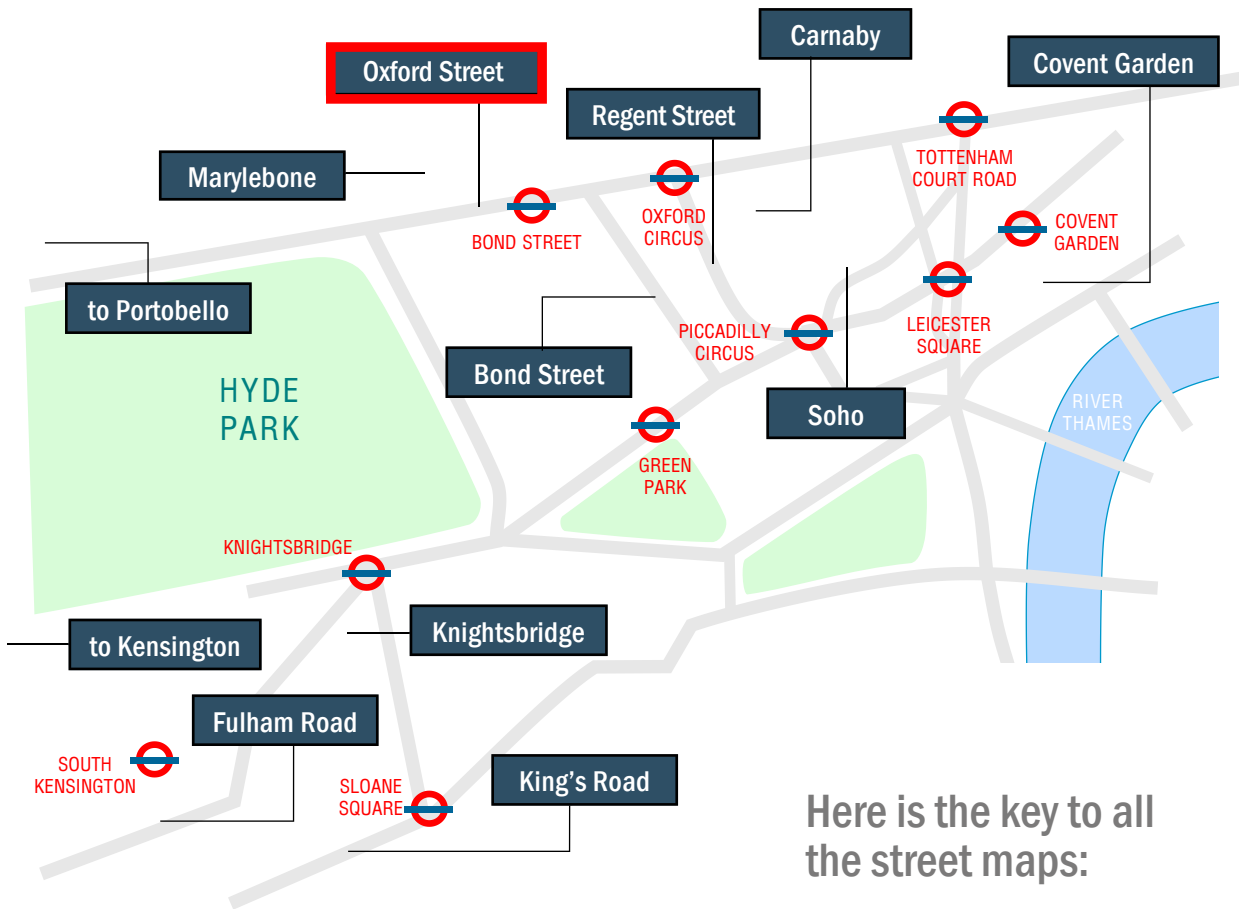 Carnaby
Oxford Street
Covent Garden
Regent Street
Marylebone
TOTTENHAM
COURT ROAD
OXFORD
CIRCUS
BOND STREET
COVENT
GARDEN
to Portobello
PICCADILLY
CIRCUS
LEICESTER
SQUARE
Bond Street
HYDE
PARK
Soho
RIVER
THAMES
GREEN
PARK
KNIGHTSBRIDGE
Knightsbridge
to Kensington
Fulham Road
SOUTH
KENSINGTON
SLOANE
SQUARE
King's Road
Here is the key to all
the street maps: